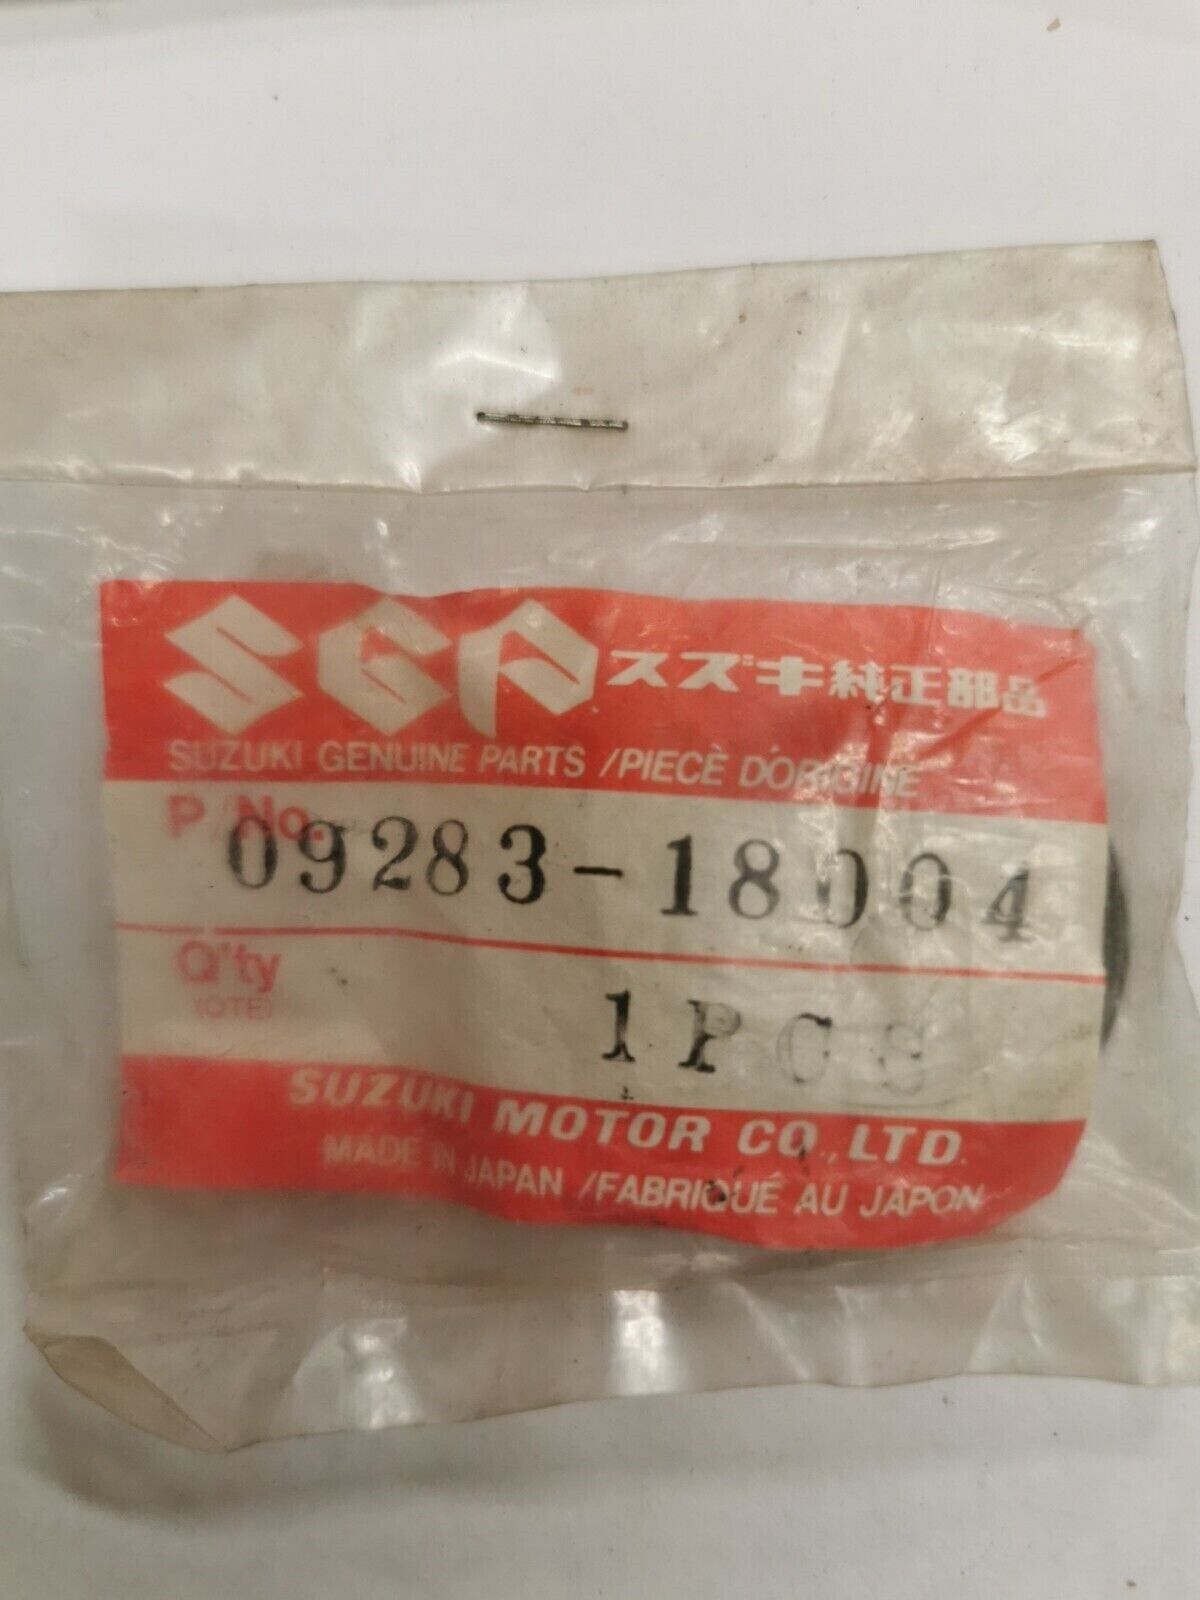 SGP スズキ純正部品
SUZUKI GENUINE PARTS /PIECÈ D'ORIGINE
P/No.
09283-18004
Q'ty
(QTE)
1PCS
SUZUKI MOTOR CO.,LTD.
MADE IN JAPAN /FABRIQUÉ AU JAPON